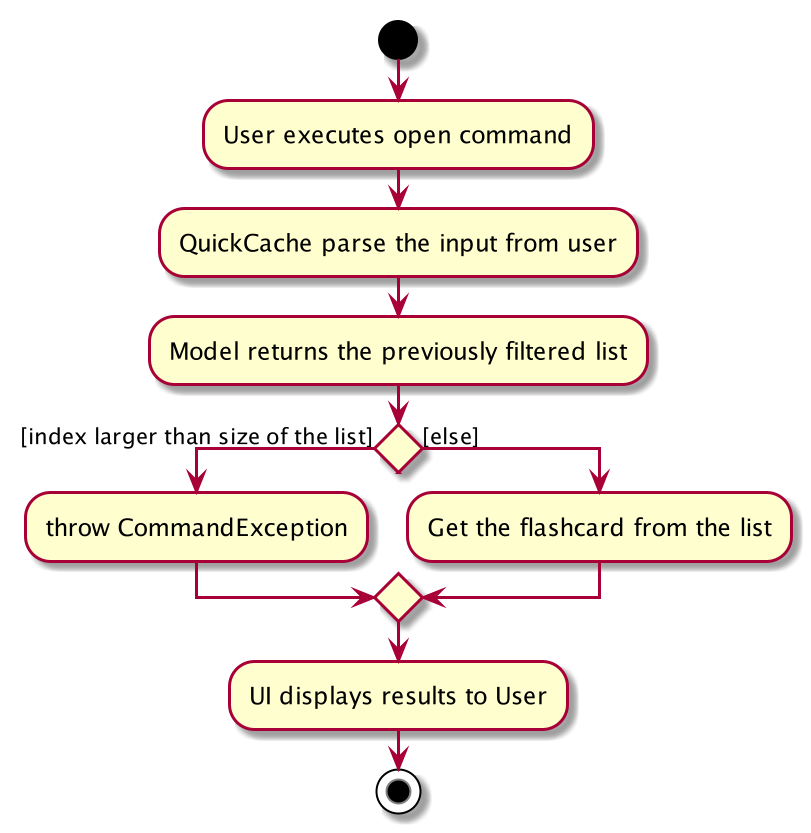 User executes open command
QuickCache parse the input from user
Model returns the previously filtered list
[index larger than size of the list]
[else]
throw CommandException
Get the flashcard from the list
UI displays results to User